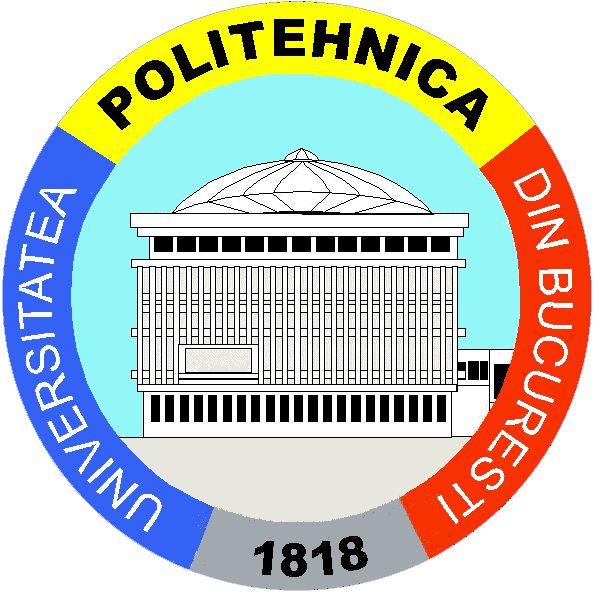 UNIVERSITATEA
POLITEHNICA
DIN BUCURESTI
1818